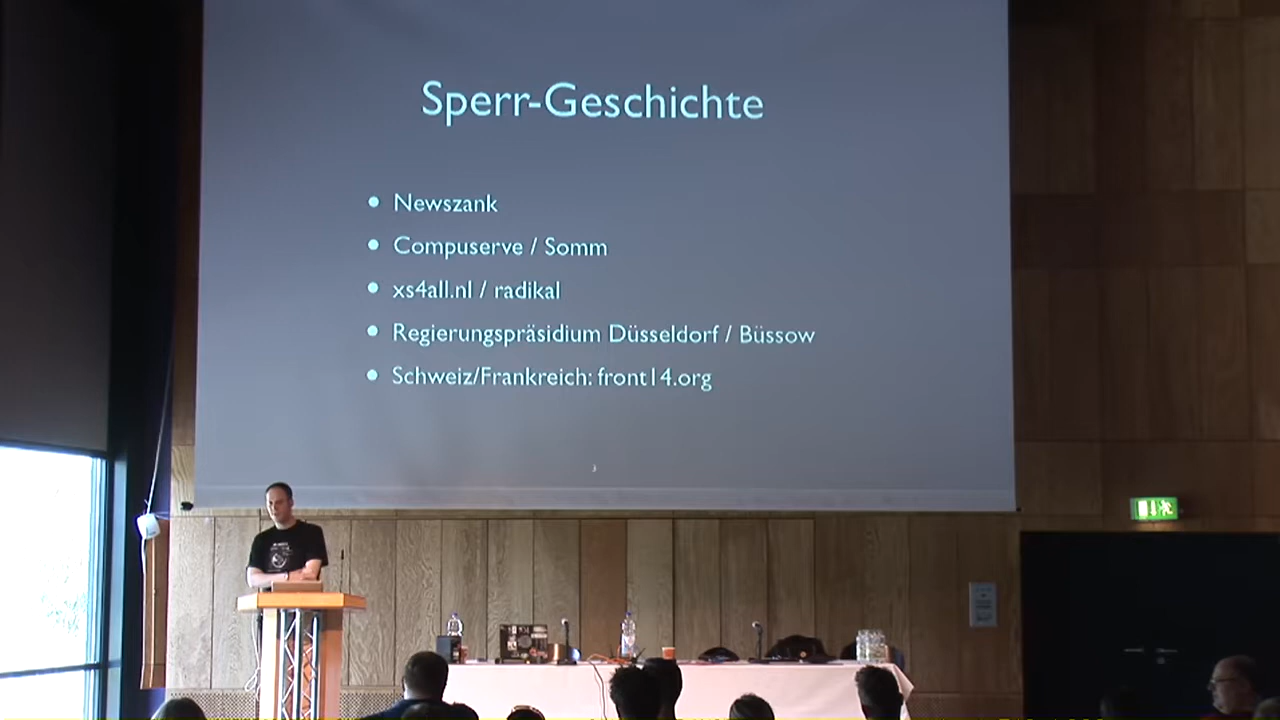 Sperr-Geschichte
Newszank
Compuserve / Somm
xs4all.nl / radikal
Regierungspräsidium Düsseldorf / Büssow
Schweiz/Frankreich: front14.org